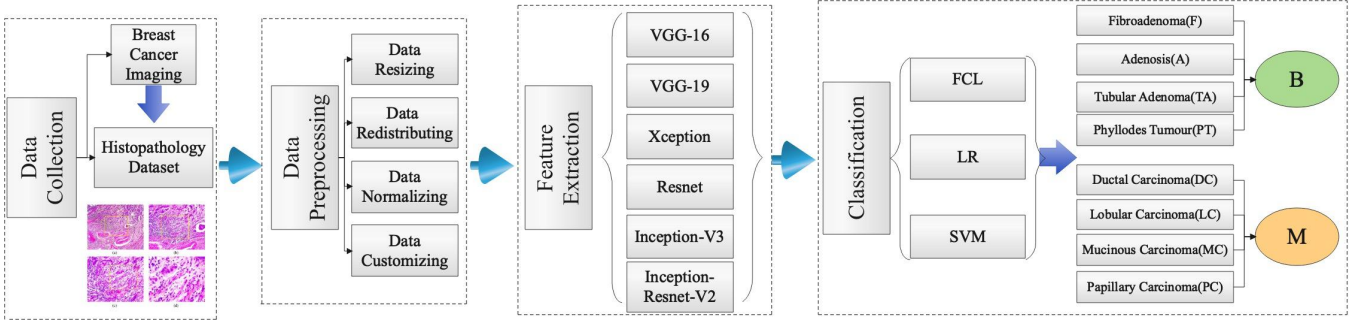 Data
Collection
Breast
Cancer
Imaging
Histopathology
Dataset
(a)
(b)
(c)
(d)
Data
Preprocessing
Data
Resizing
Data
Redistributing
Data
Normalizing
Data
Customizing
Feature
Extraction
VGG-16
VGG-19
Xception
Resnet
Inception-V3
Inception-
Resnet-V2
Classification
FCL
LR
SVM
Fibroadenoma(F)
Adenosis(A)
Tubular Adenoma(TA)
Phyllodes Tumour(PT)
B
Ductal Carcinoma(DC)
Lobular Carcinoma(LC)
Mucinous Carcinoma(MC)
Papillary Carcinoma(PC)
M